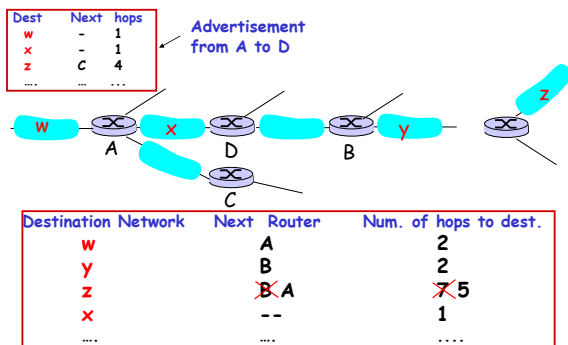 Dest Next hops
w - 1
x - 1
z C 4
…. … ...
Advertisement
from A to D
z
w
x
y
A
D
B
C
Destination Network Next Router Num. of hops to dest.
w A 2
y B 2
z B A 7 5
x -- 1
…. …. ....